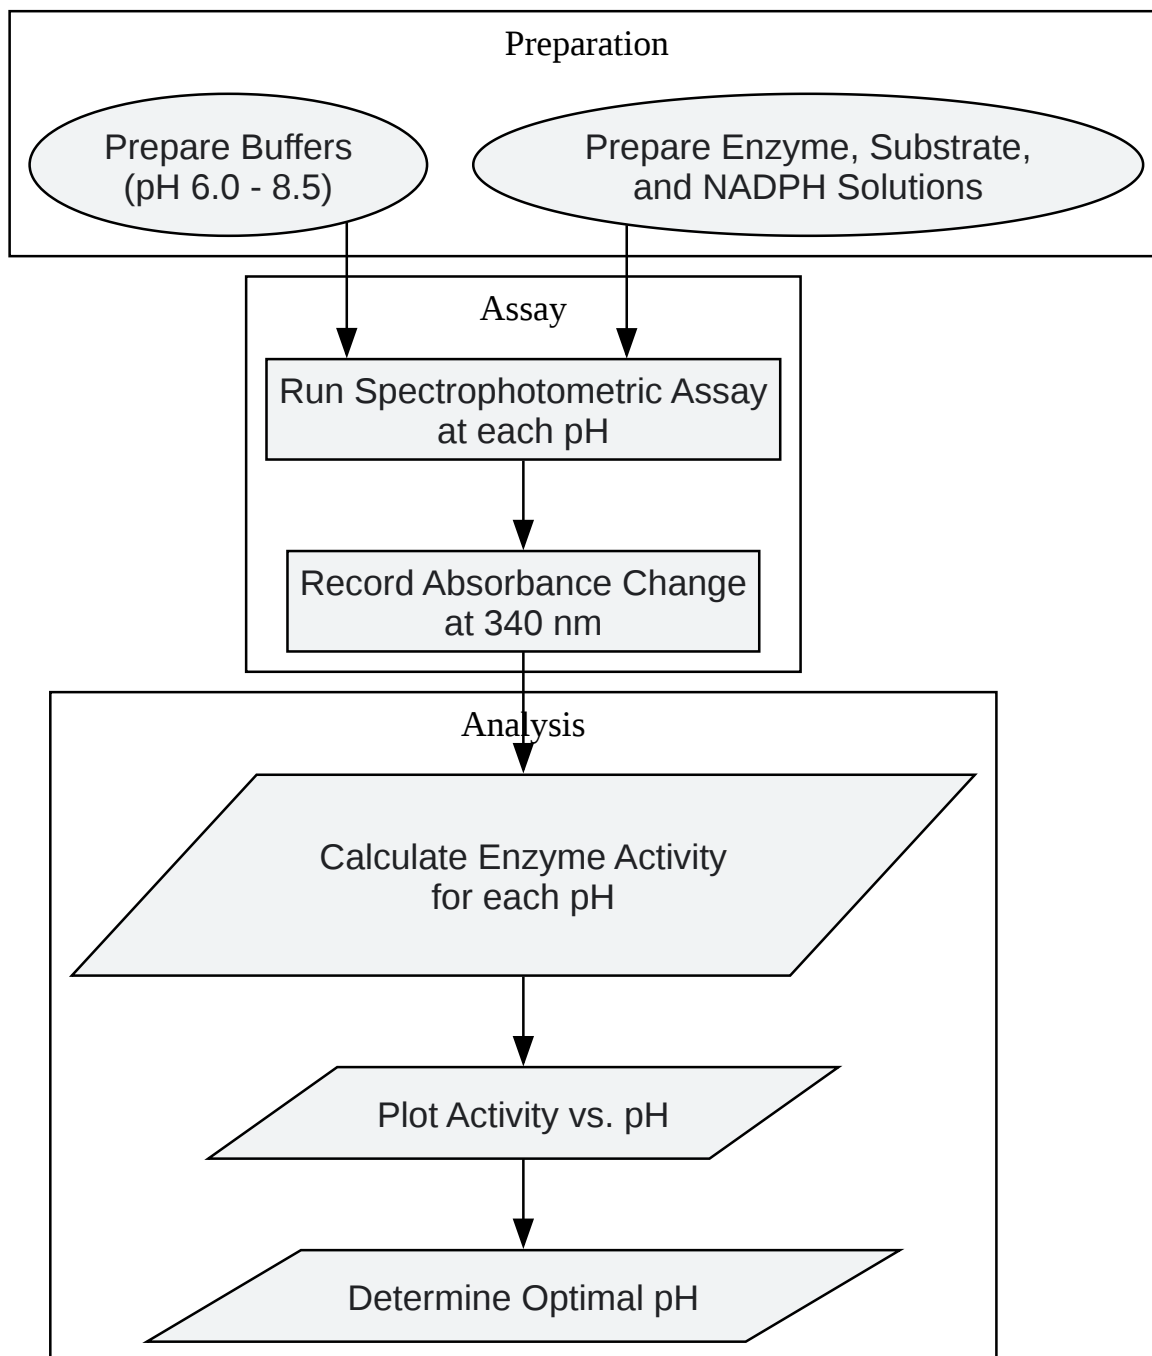 Preparation
Prepare Buffers
(pH 6.0 - 8.5)
Prepare Enzyme, Substrate,
and NADPH Solutions
Assay
Run Spectrophotometric Assay
at each pH
Record Absorbance Change
at 340 nm
Analysis
Calculate Enzyme Activity
for each pH
Plot Activity vs. pH
Determine Optimal pH